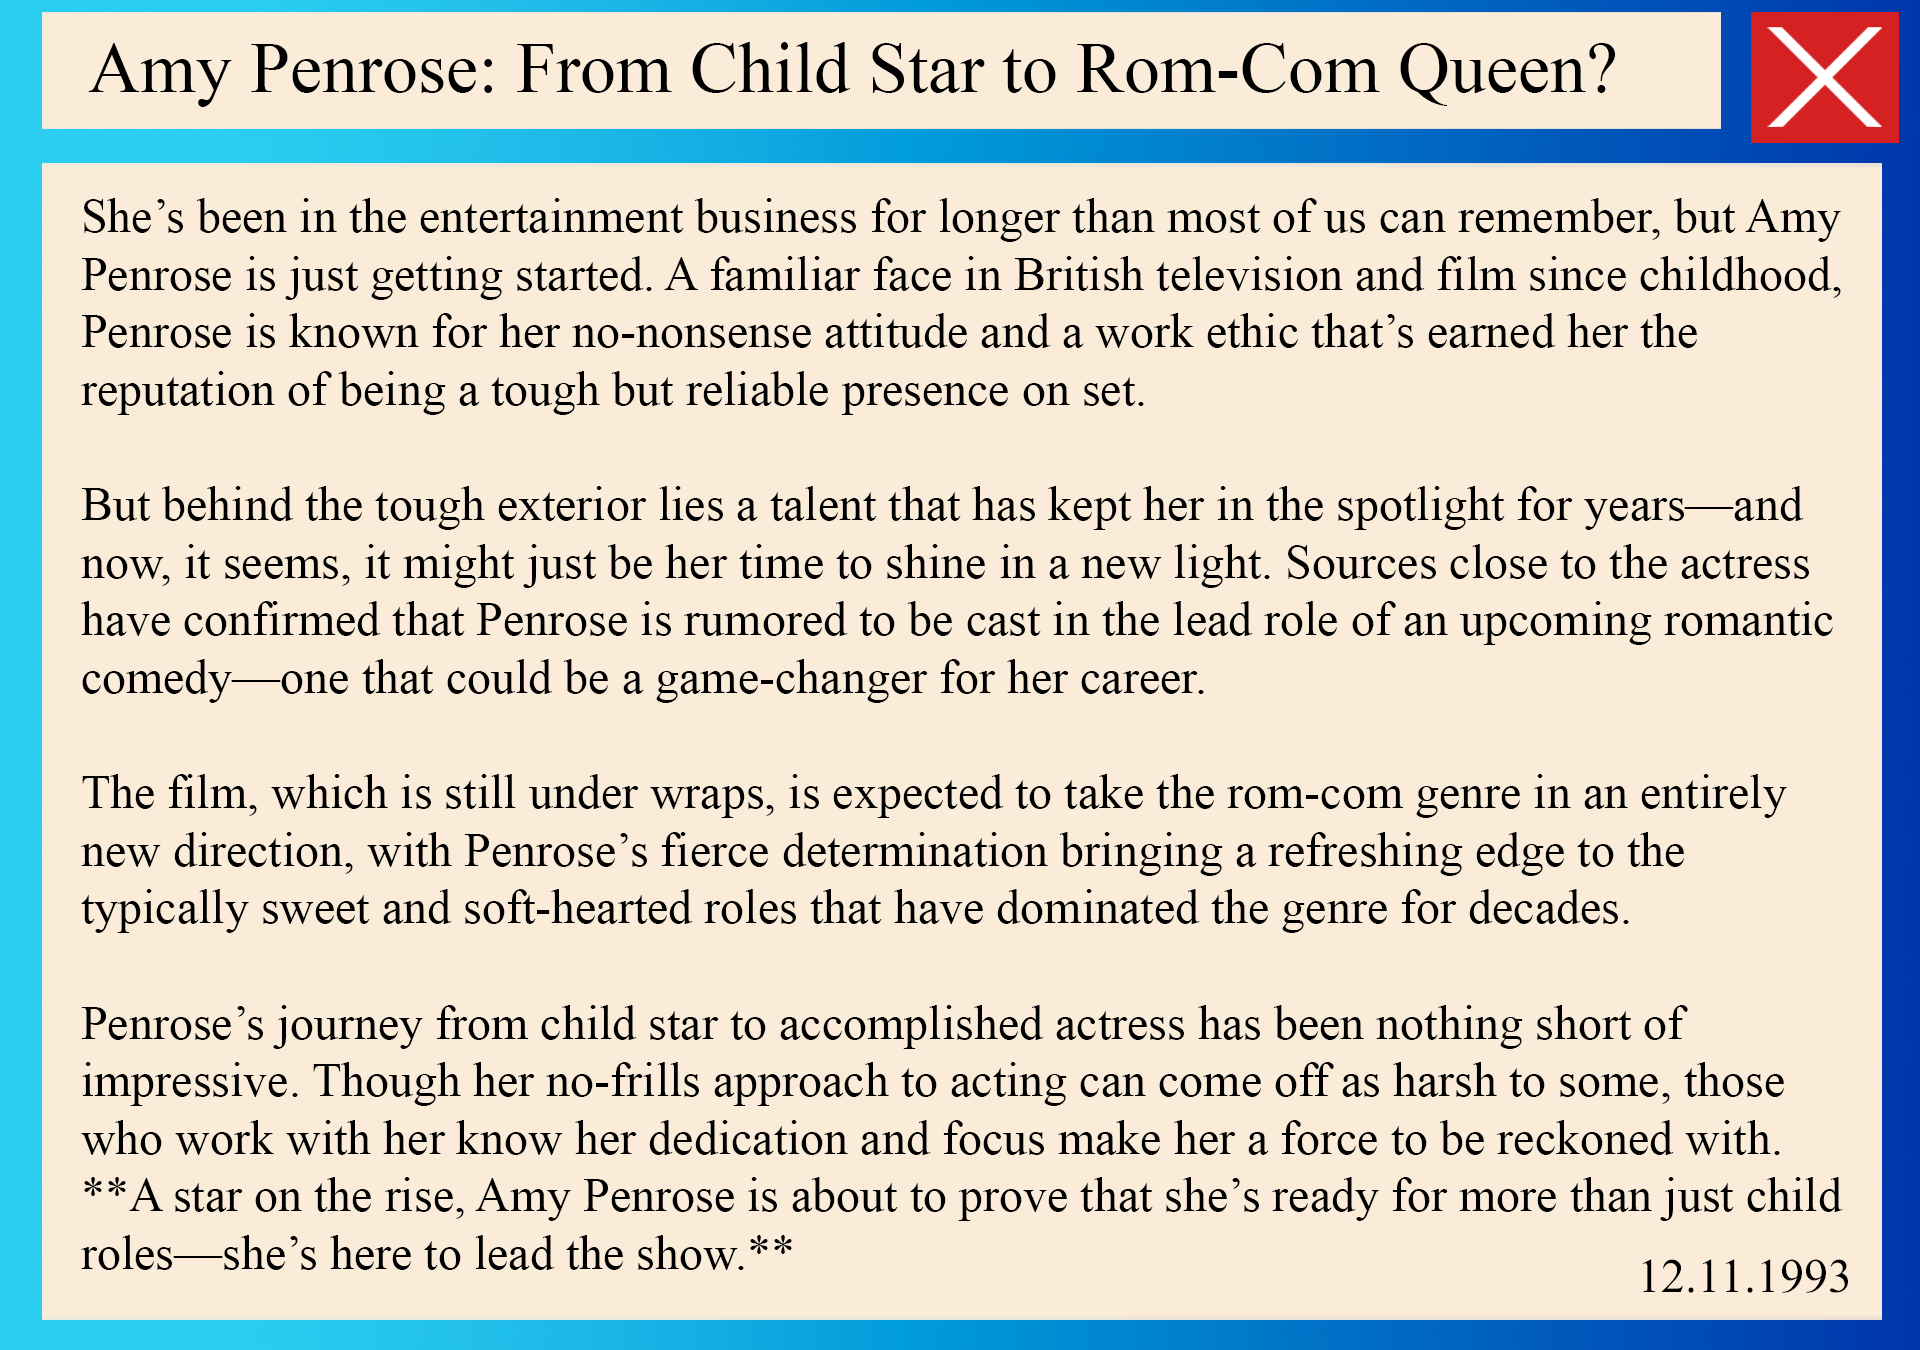 Amy Penrose: From Child Star to Rom-Com Queen?
She’s been in the entertainment business for longer than most of us can remember, but Amy
Penrose is just getting started. A familiar face in British television and film since childhood,
Penrose is known for her no-nonsense attitude and a work ethic that’s earned her the
reputation of being a tough but reliable presence on set.
But behind the tough exterior lies a talent that has kept her in the spotlight for years—and
now, it seems, it might just be her time to shine in a new light. Sources close to the actress
have confirmed that Penrose is rumored to be cast in the lead role of an upcoming romantic
comedy—one that could be a game-changer for her career.
The film, which is still under wraps, is expected to take the rom-com genre in an entirely
new direction, with Penrose’s fierce determination bringing a refreshing edge to the
typically sweet and soft-hearted roles that have dominated the genre for decades.
Penrose’s journey from child star to accomplished actress has been nothing short of
impressive. Though her no-frills approach to acting can come off as harsh to some, those
who work with her know her dedication and focus make her a force to be reckoned with.
**A star on the rise, Amy Penrose is about to prove that she’s ready for more than just child
roles—she’s here to lead the show.**
12.11.1993